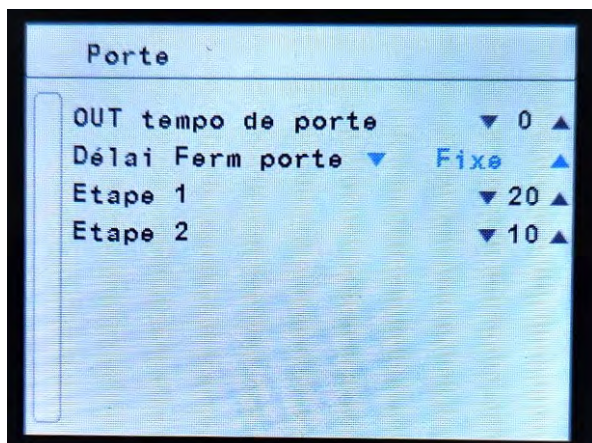 Porte
OUT tempo de porte ▼ 0 ▲
Délai Ferm porte ▼ Fixe ▲
Etape 1 ▼ 20 ▲
Etape 2 ▼ 10 ▲